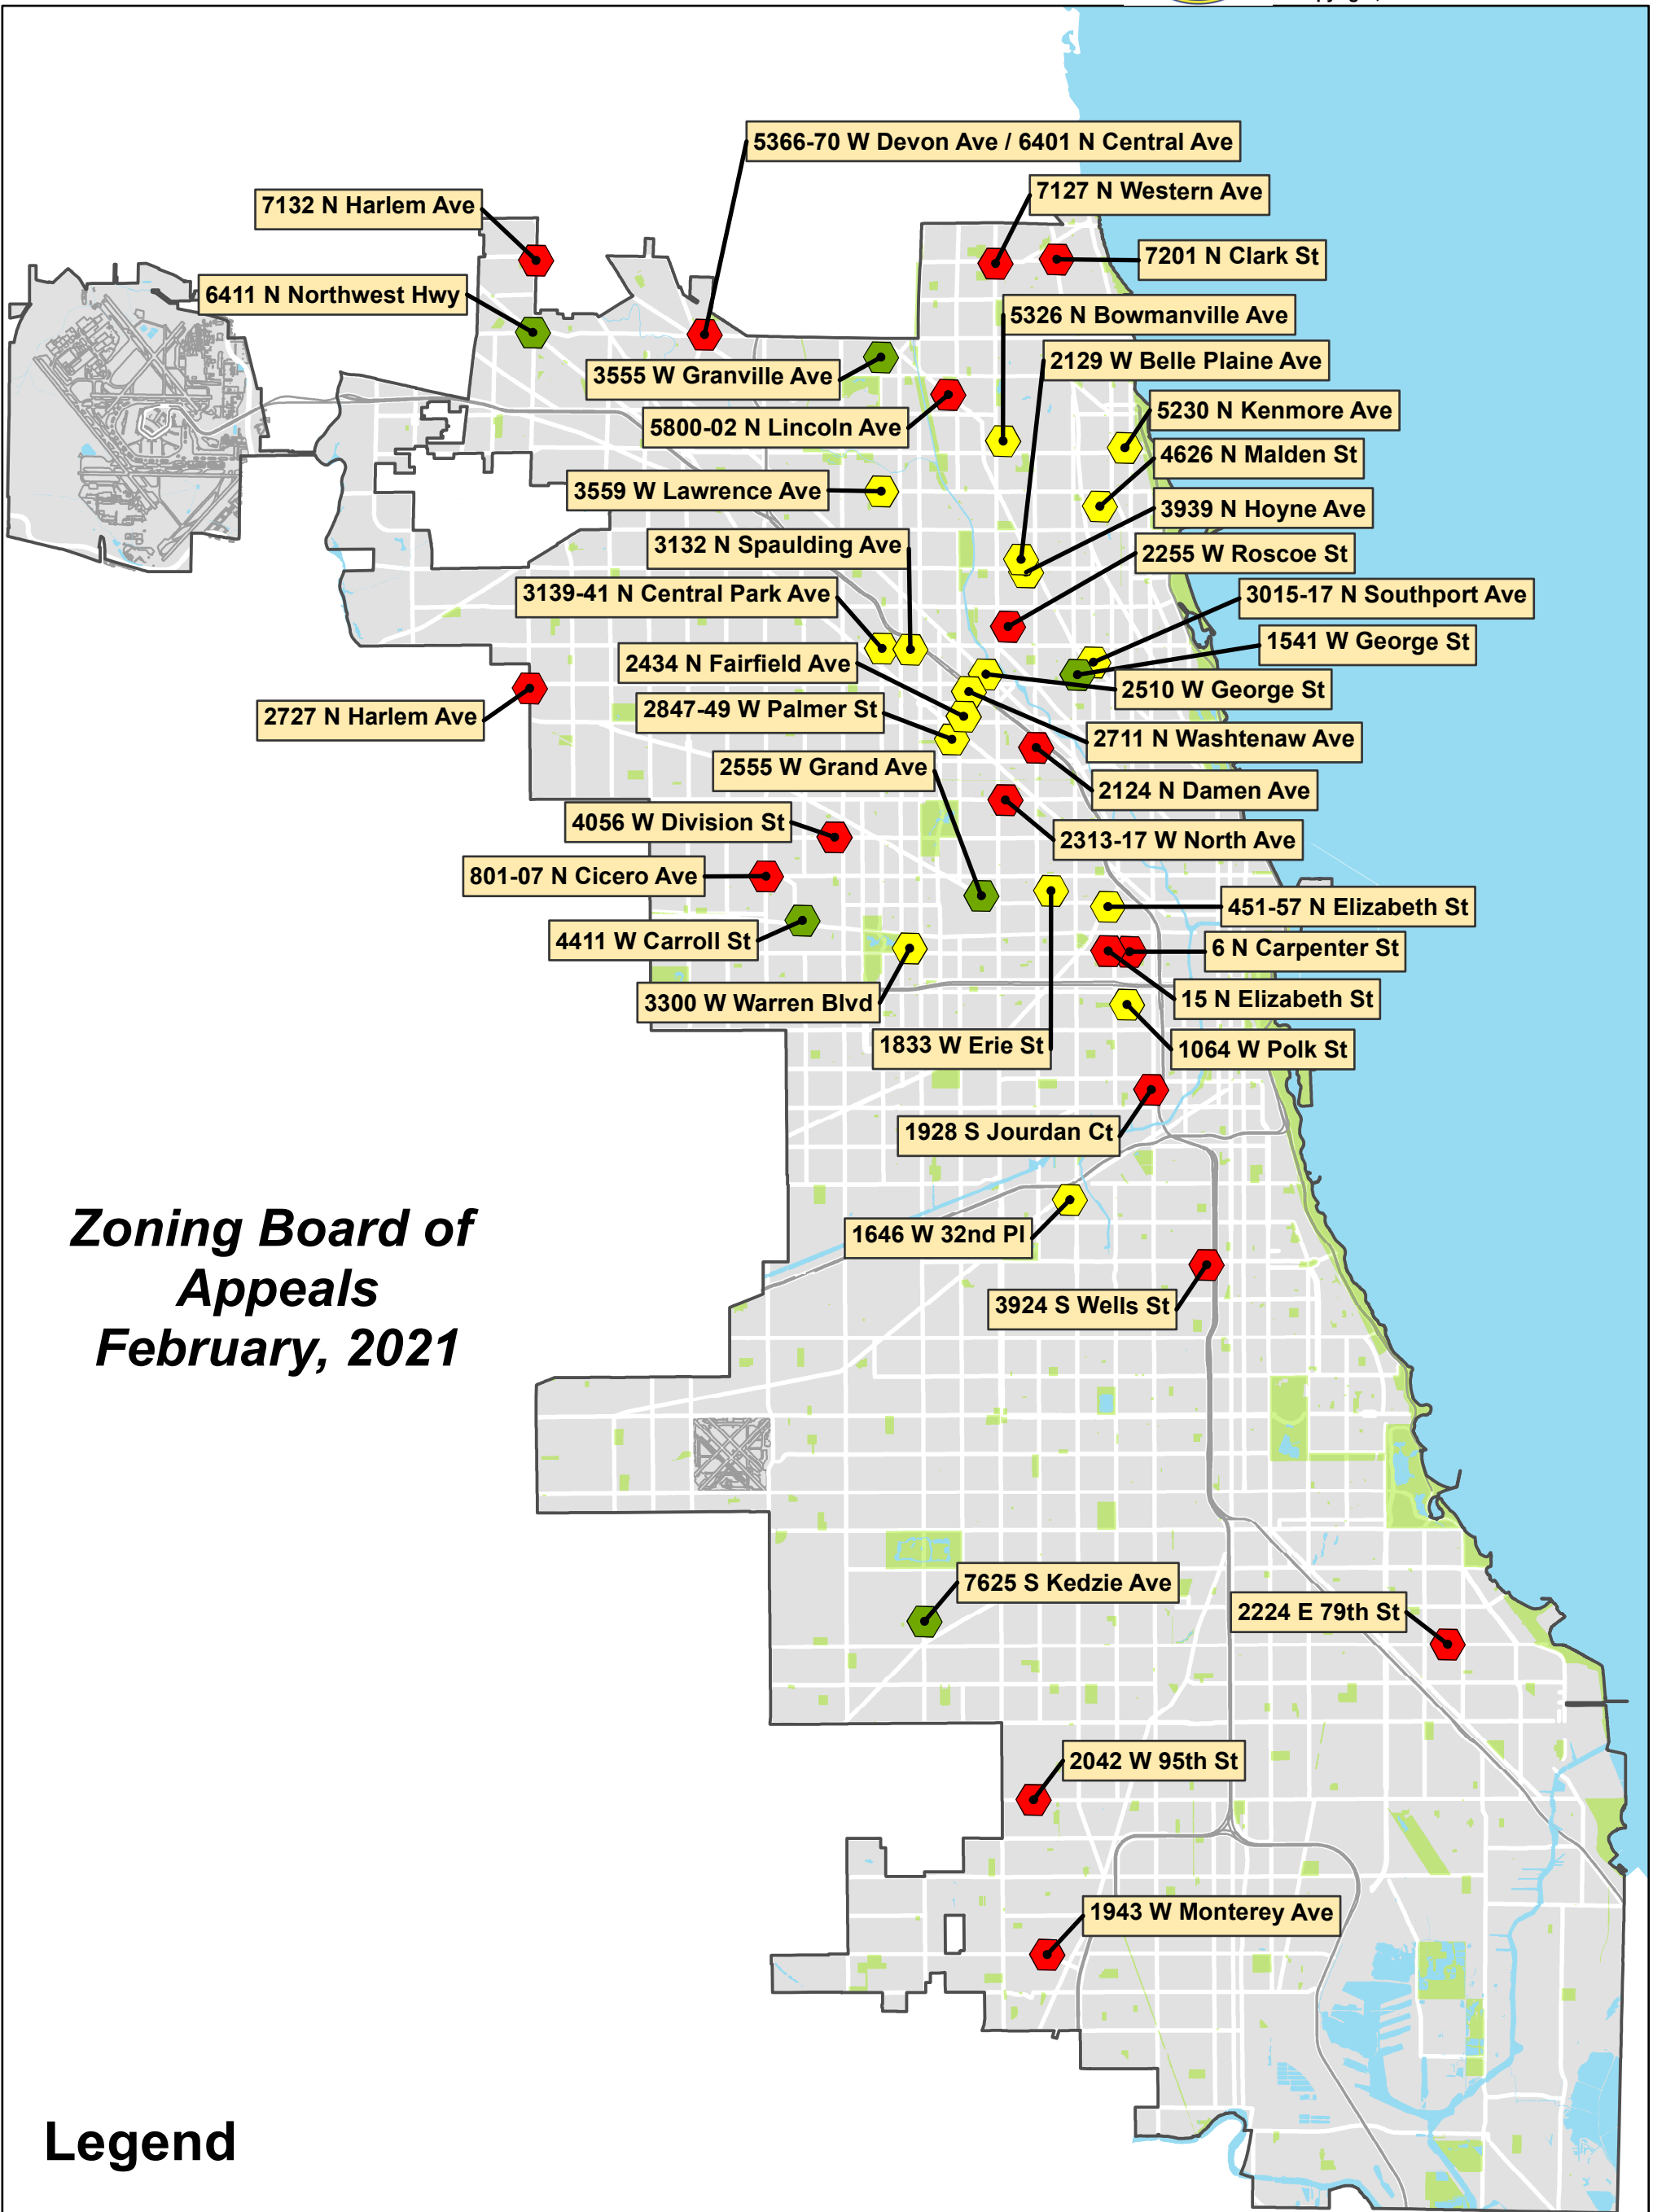 5366-70 W Devon Ave / 6401 N Central Ave
7132 N Harlem Ave
7127 N Western Ave
7201 N Clark St
6411 N Northwest Hwy
5326 N Bowmanville Ave
2129 W Belle Plaine Ave
3555 W Granville Ave
5230 N Kenmore Ave
5800-02 N Lincoln Ave
4626 N Malden St
3559 W Lawrence Ave
3939 N Hoyne Ave
3132 N Spaulding Ave
2255 W Roscoe St
3139-41 N Central Park Ave
3015-17 N Southport Ave
1541 W George St
2434 N Fairfield Ave
2510 W George St
2847-49 W Palmer St
2727 N Harlem Ave
2711 N Washtenaw Ave
2555 W Grand Ave
2124 N Damen Ave
4056 W Division St
2313-17 W North Ave
801-07 N Cicero Ave
451-57 N Elizabeth St
4411 W Carroll St
6 N Carpenter St
3300 W Warren Blvd
15 N Elizabeth St
1833 W Erie St
1064 W Polk St
1928 S Jourdan Ct
Zoning Board of
Appeals
February, 2021
1646 W 32nd Pl
3924 S Wells St
7625 S Kedzie Ave
2224 E 79th St
2042 W 95th St
1943 W Monterey Ave
Legend